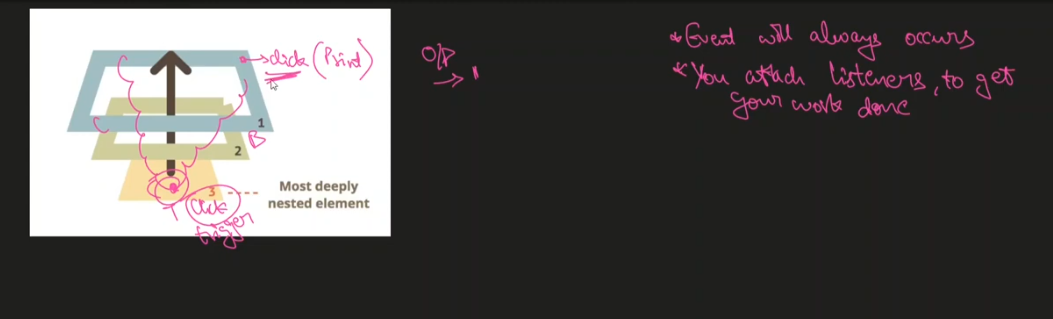 click (Print)
1
B
2
3
Most deeply
nested element
T
Click
trigger
O/P
→ "
* Event will always occurs
* You attach listeners, to get
your work done